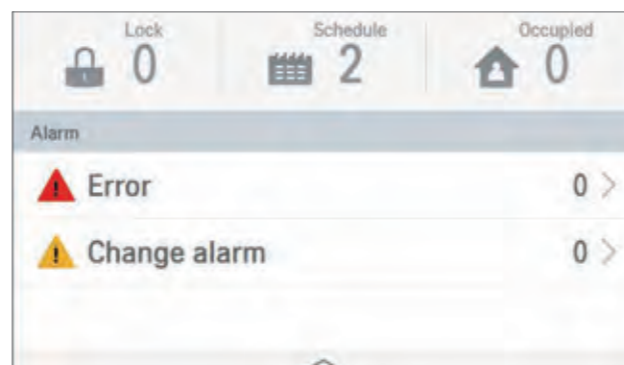 Lock Schedule Occupied
0 2 0
Alarm
Error 0
Change alarm 0